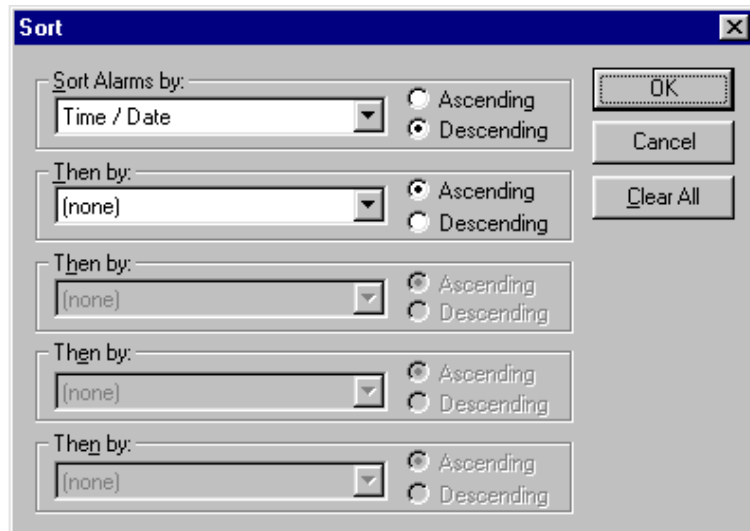 Sort
Sort Alarms by:
Time / Date
Ascending
Descending
OK
Cancel
Clear All
Then by:
(none)
Ascending
Descending
Then by:
(none)
Ascending
Descending
Then by:
(none)
Ascending
Descending
Then by:
(none)
Ascending
Descending